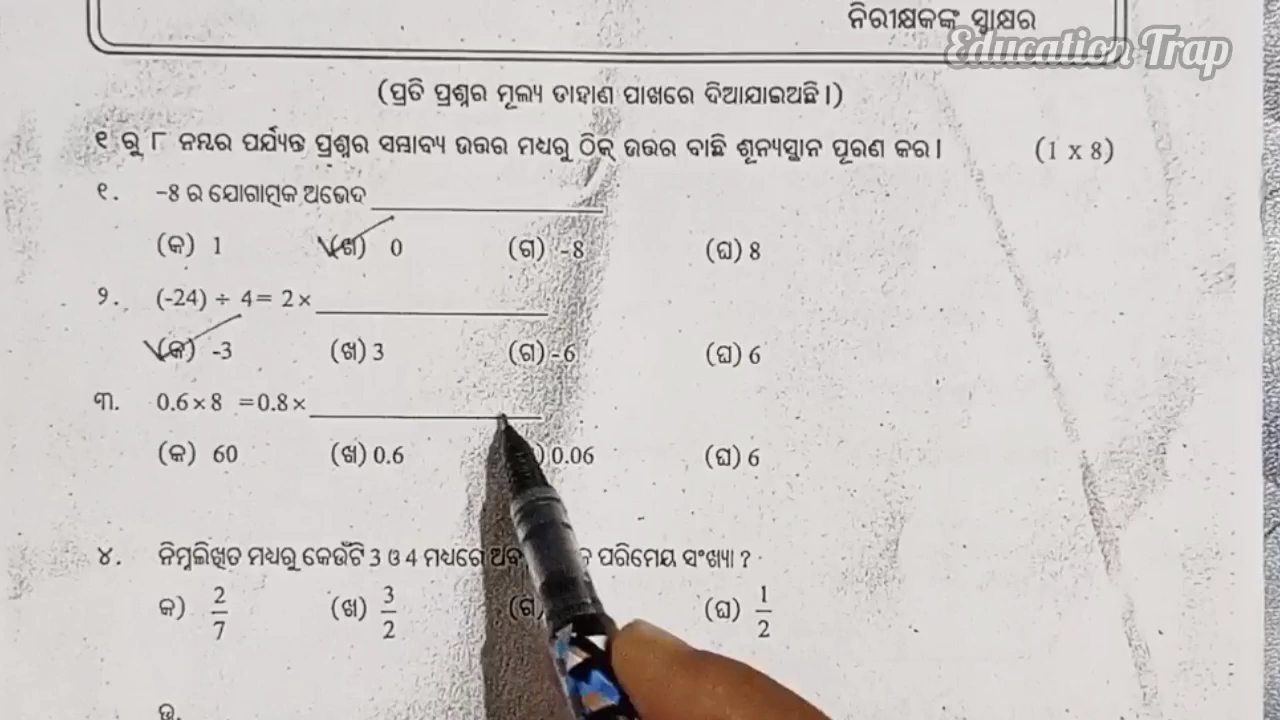 ନିରୀକ୍ଷକଙ୍କ ସ୍ୱାକ୍ଷର
Education Trap
(ପ୍ରତି ପ୍ରଶ୍ନର ମୂଲ୍ୟ ଡାହାଣ ପାଖରେ ଦିଆଯାଇଅଛି।)
୧ ରୁ ୮ ନମ୍ବର ପର୍ଯ୍ୟନ୍ତ ପ୍ରଶ୍ନର ସମ୍ଭାବ୍ୟ ଉତ୍ତର ମଧ୍ୟରୁ ଠିକ୍ ଉତ୍ତର ବାଛି ଶୂନ୍ୟସ୍ଥାନ ପୂରଣ କର। (1 x 8)
୧. -8 ର ଯୋଗାତ୍ମକ ଅଭେଦ ______
(କ) 1 (ଖ) 0 (ଗ) -8 (ଘ) 8
୨. (-24) ÷ 4= 2× ______
(କ) -3 (ଖ) 3 (ଗ) -6 (ଘ) 6
୩. 0.6×8 =0.8× ______
(କ) 60 (ଖ) 0.6 ) 0.06 (ଘ) 6
୪. ନିମ୍ନଲିଖିତ ମଧ୍ୟରୁ କେଉଁଟି 3 ଓ 4 ମଧ୍ୟରେ ପରିମେୟ ସଂଖ୍ୟା ?
କ) 2/7 (ଖ) 3/2 (ଗ) (ଘ) 1/2